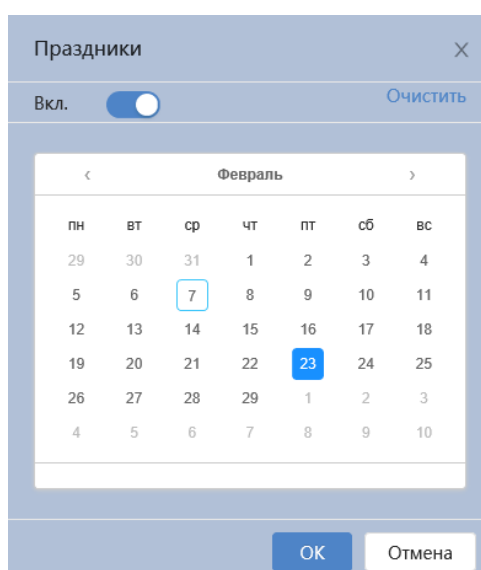 Праздники
Вкл. Очистить
Февраль
пн вт ср чт пт сб вс
29 30 31 1 2 3 4
5 6 7 8 9 10 11
12 13 14 15 16 17 18
19 20 21 22 23 24 25
26 27 28 29 1 2 3
4 5 6 7 8 9 10
OK Отмена